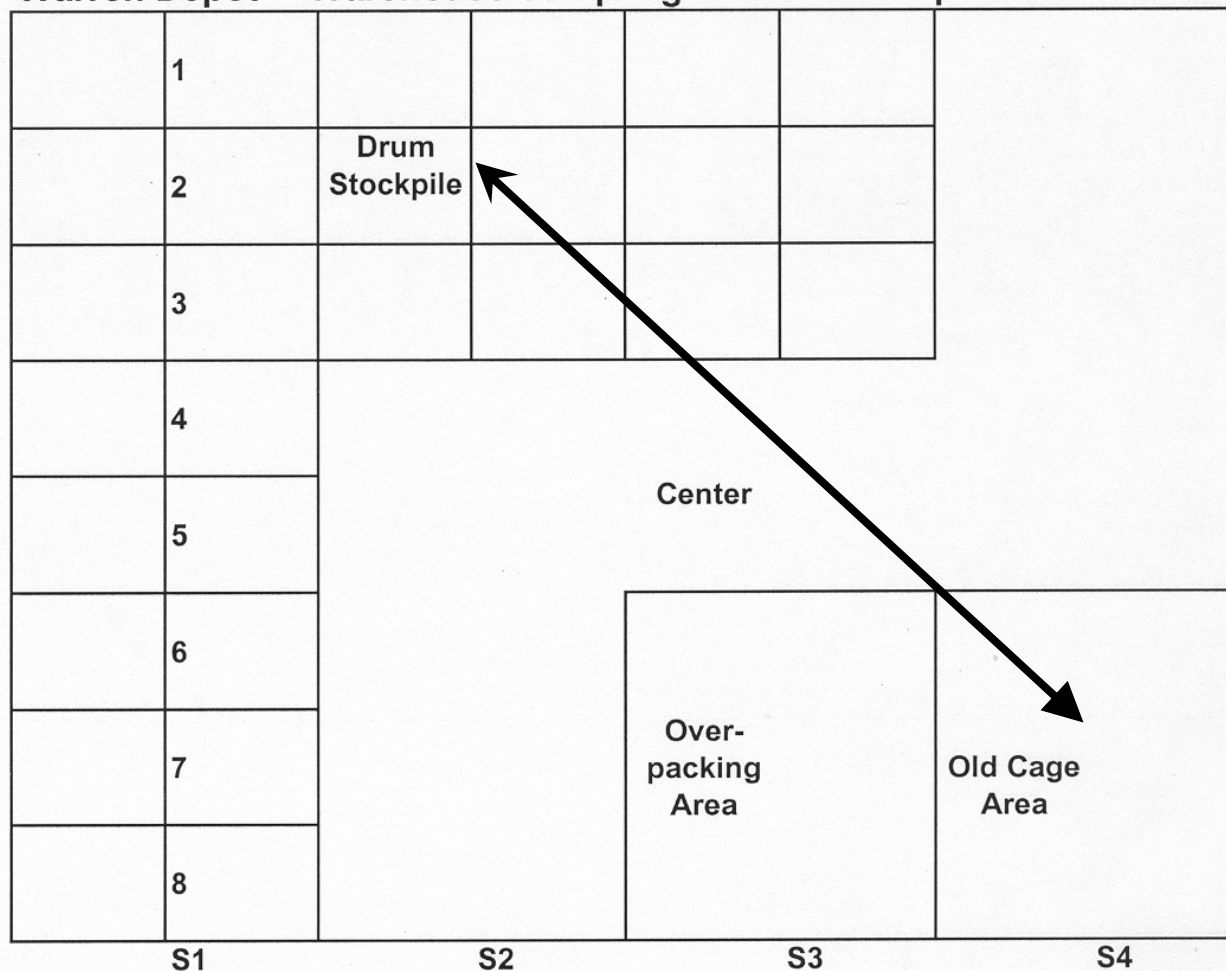 1
Drum
Stockpile
2
3
4
Center
5
6
Over-
packing
Area
7
Old Cage
Area
8
S1 S2 S3 S4